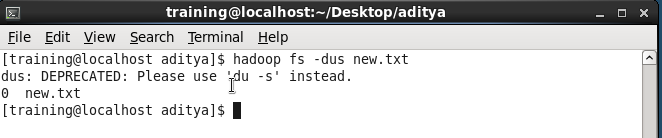 training@localhost:~/Desktop/aditya
File Edit View Search Terminal Help
[training@localhost aditya]$ hadoop fs -dus new.txt
dus: DEPRECATED: Please use 'du -s' instead.
0  new.txt
[training@localhost aditya]$